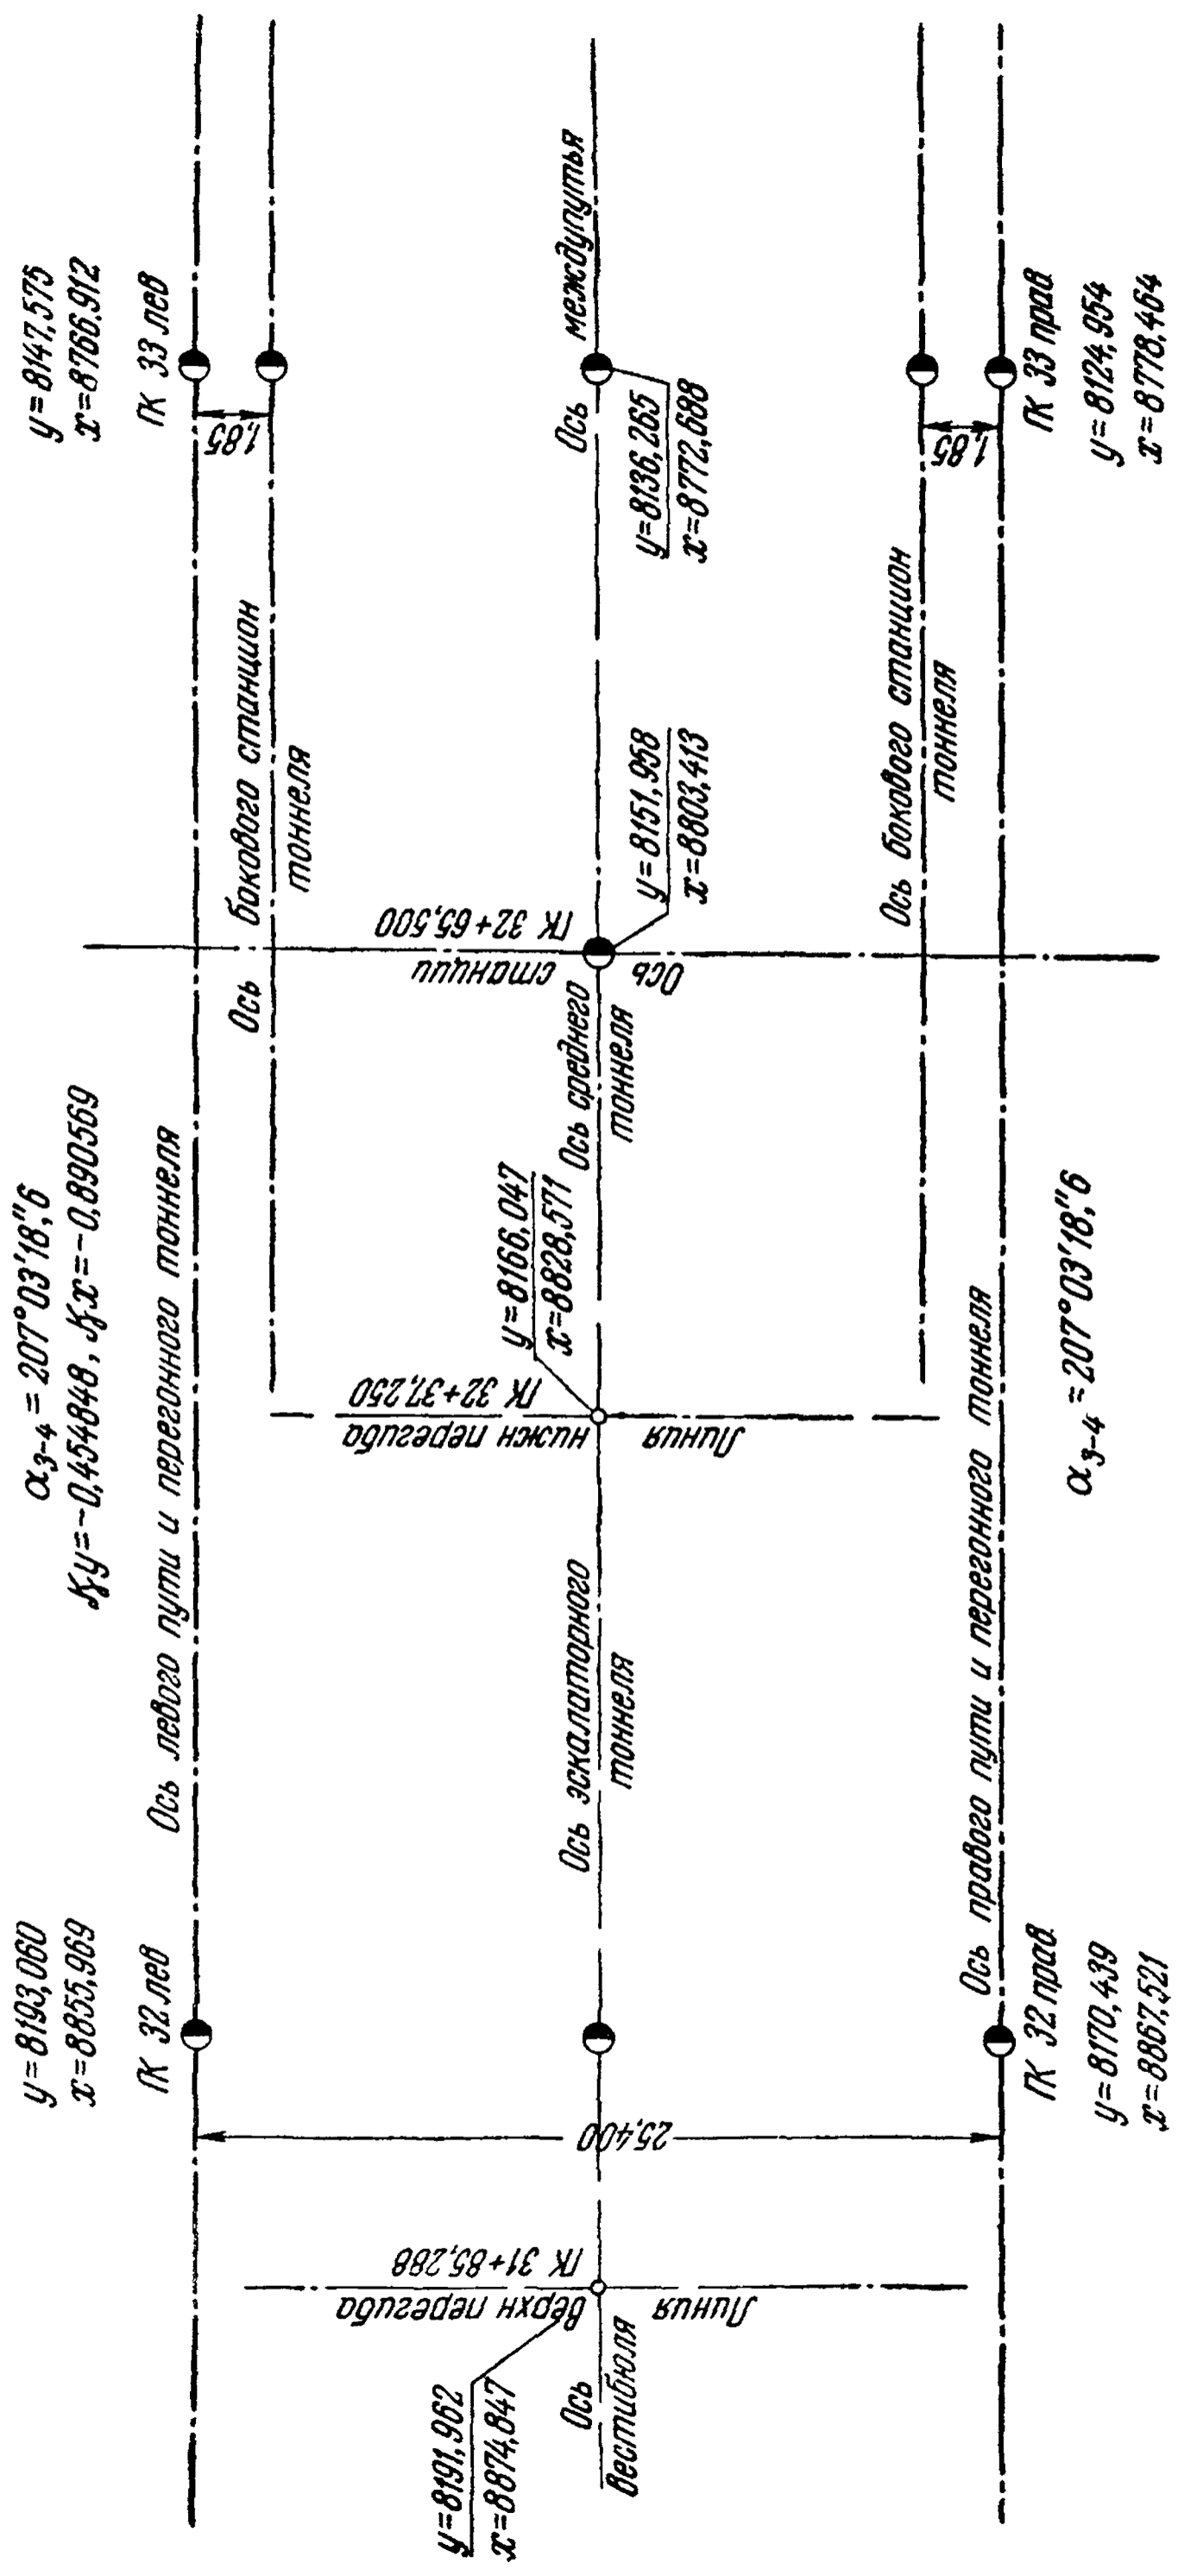 y=8193,060
x=8855,969
ПК 32 лев
α₃₋₄ = 207°03′18″,6
Ky=-0,454848, Kx=-0,890569
Ось левого пути и перегонного тоннеля
y=8147,575
x=8766,912
ПК 33 лев
1,85
Ось бокового станцион
тоннеля
y=8191,962
x=8874,847
Линия верхн перегиба
ПК 31+85,288
Ось
вестибюля
25,400
Ось эскалаторного
тоннеля
Линия нижн перегиба
ПК 32+37,250
y=8166,047
x=8828,571
Ось среднего
тоннеля
Ось станции
ПК 32+65,500
y=8151,958
x=8803,413
Ось междупутья
y=8136,265
x=8772,688
Ось бокового станцион
тоннеля
1,85
Ось правого пути и перегонного тоннеля
ПК 32 прав
y=8170,439
x=8867,521
α₃₋₄ = 207°03′18″,6
ПК 33 прав
y=8124,954
x=8778,464